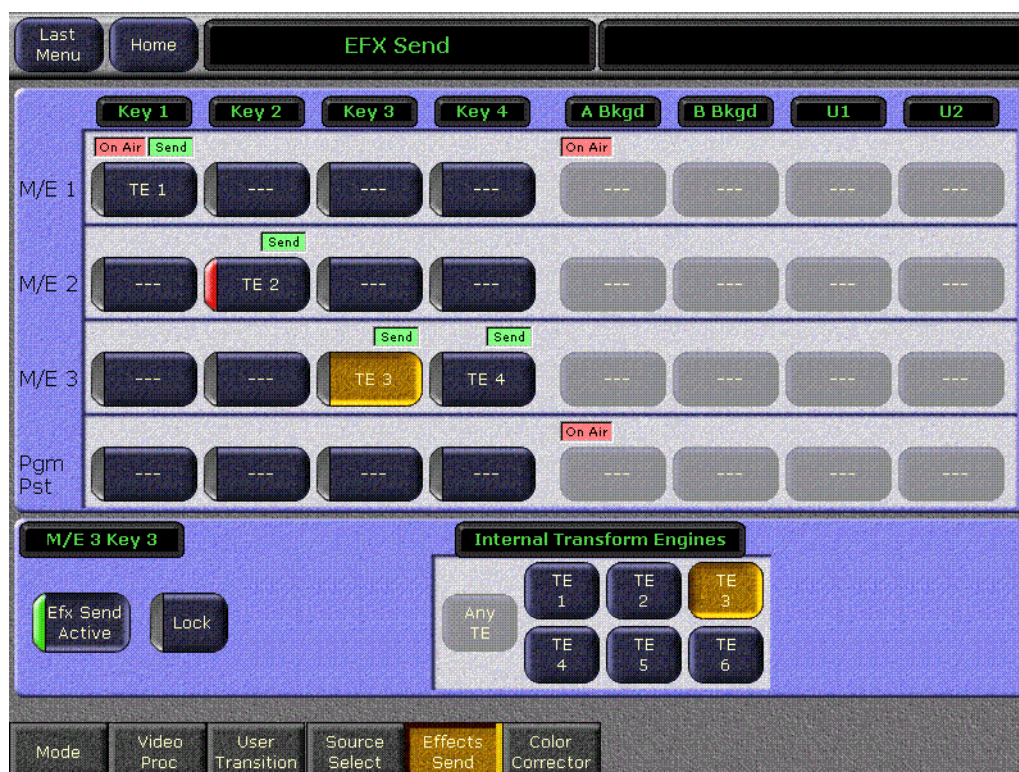 Last
Menu
Home
EFX Send
Key 1 Key 2 Key 3 Key 4 A Bkgd B Bkgd U1 U2
On Air Send On Air
M/E 1 TE 1 --- --- --- --- --- --- ---
Send
M/E 2 --- TE 2 --- --- --- --- --- ---
Send Send
M/E 3 --- --- TE 3 TE 4 --- --- --- ---
On Air
Pgm
Pst
--- --- --- --- --- --- --- ---
M/E 3 Key 3
Efx Send
Active
Lock
Internal Transform Engines
Any
TE
TE
1
TE
2
TE
3
TE
4
TE
5
TE
6
Mode
Video
Proc
User
Transition
Source
Select
Effects
Send
Color
Corrector